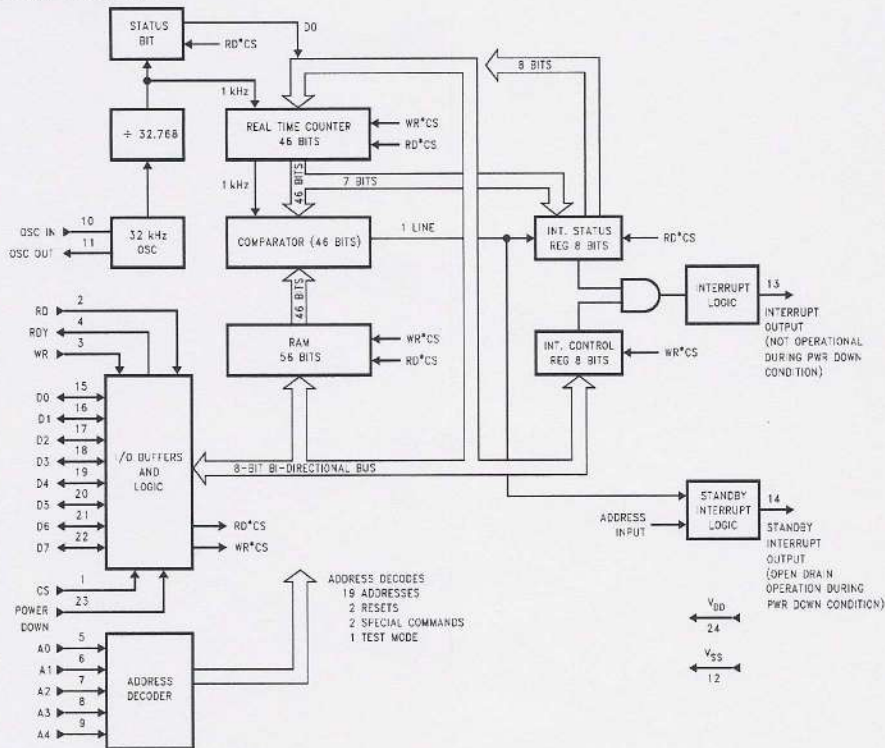 STATUS
BIT
D0
RD*CS
1 kHz
8 BITS
÷ 32.768
REAL TIME COUNTER
46 BITS
WR*CS
RD*CS
1 kHz
46 BITS
7 BITS
OSC IN
10
OSC OUT
11
32 kHz
OSC
COMPARATOR (46 BITS)
1 LINE
INT. STATUS
REG 8 BITS
RD*CS
46 BITS
INTERRUPT
LOGIC
13
INTERRUPT
OUTPUT
(NOT OPERATIONAL
DURING PWR DOWN
CONDITION)
RD
2
RDY
4
WR
3
RAM
56 BITS
WR*CS
RD*CS
INT. CONTROL
REG 8 BITS
WR*CS
D0
15
D1
16
D2
17
D3
18
D4
19
D5
20
D6
21
D7
22
I/O BUFFERS
AND
LOGIC
8-BIT BI-DIRECTIONAL BUS
RD*CS
WR*CS
ADDRESS
INPUT
STANDBY
INTERRUPT
LOGIC
14
STANDBY
INTERRUPT
OUTPUT
(OPEN DRAIN
OPERATION DURING
PWR DOWN CONDITION)
CS
1
POWER
DOWN
23
ADDRESS DECODES
19 ADDRESSES
2 RESETS
2 SPECIAL COMMANDS
1 TEST MODE
VDD
24
VSS
12
A0
5
A1
6
A2
7
A3
8
A4
9
ADDRESS
DECODER